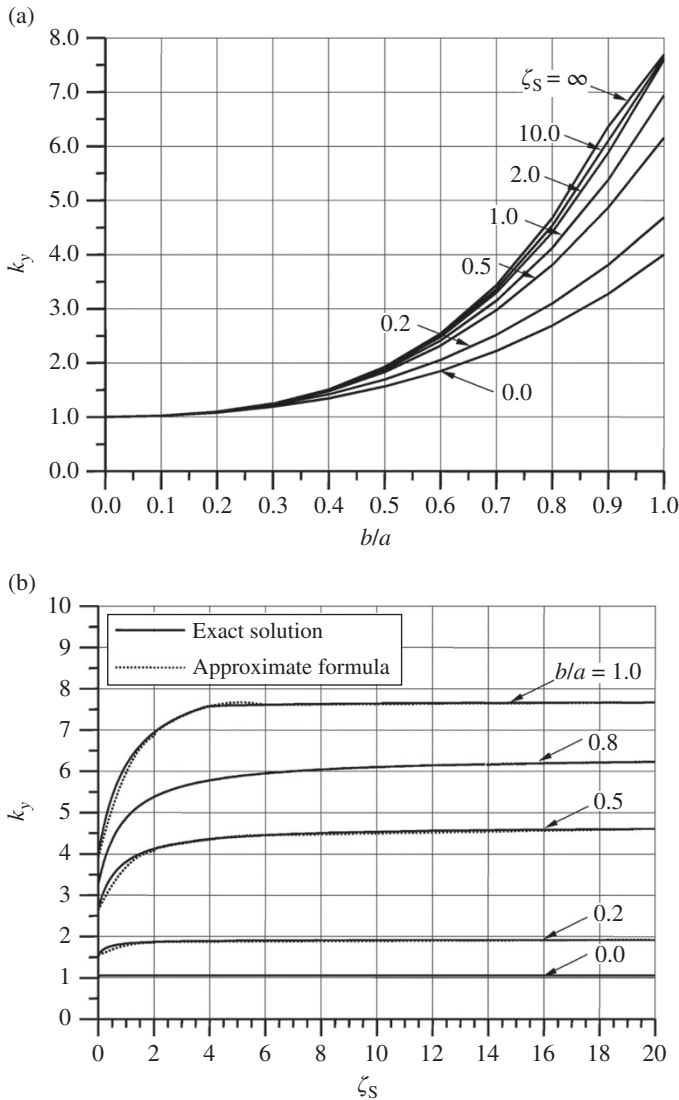 (a)
8.0
7.0
6.0
5.0
4.0
3.0
2.0
1.0
0.0
k_y
ζ_S = ∞
10.0
2.0
1.0
0.5
0.2
0.0
0.0 0.1 0.2 0.3 0.4 0.5 0.6 0.7 0.8 0.9 1.0
b/a
(b)
10
9
8
7
6
5
4
3
2
1
0
k_y
Exact solution
Approximate formula
b/a = 1.0
0.8
0.5
0.2
0.0
0 2 4 6 8 10 12 14 16 18 20
ζ_S